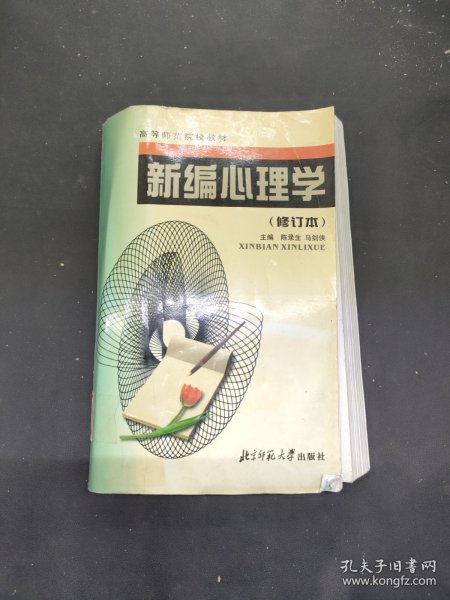 高等师范院校教材
新编心理学
(修订本)
主编 陈录生 马剑侠
XINBIAN XINLIXUE
北京师范大学出版社
孔夫子旧书网
www.kongfz.com